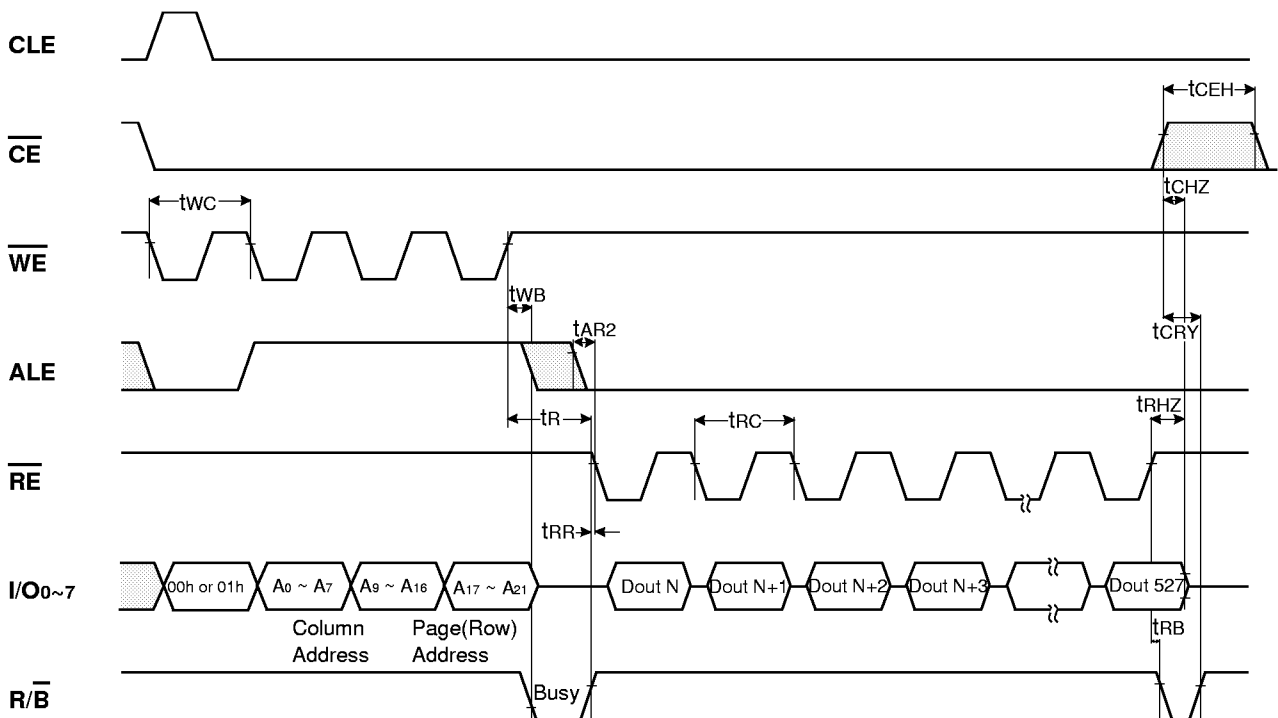 CLE
tCEH
CE
tCHZ
tWC
WE
tWB
tCRY
tAR2
ALE
tRHZ
tR
tRC
RE
tRR
I/O0~7
00h or 01h
A0 ~ A7
A9 ~ A16
A17 ~ A21
Dout N
Dout N+1
Dout N+2
Dout N+3
Dout 527
Column
Address
Page(Row)
Address
tRB
R/B
Busy